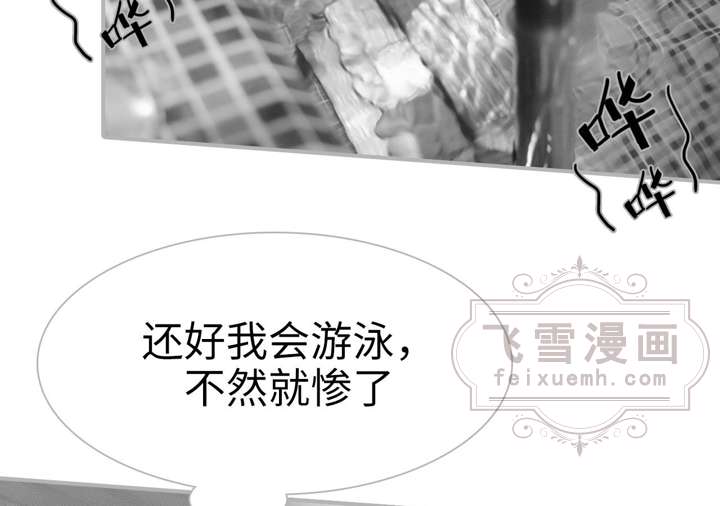 哗
哗
哗
还好我会游泳，
不然就惨了
飞雪漫画
feixuemh.com